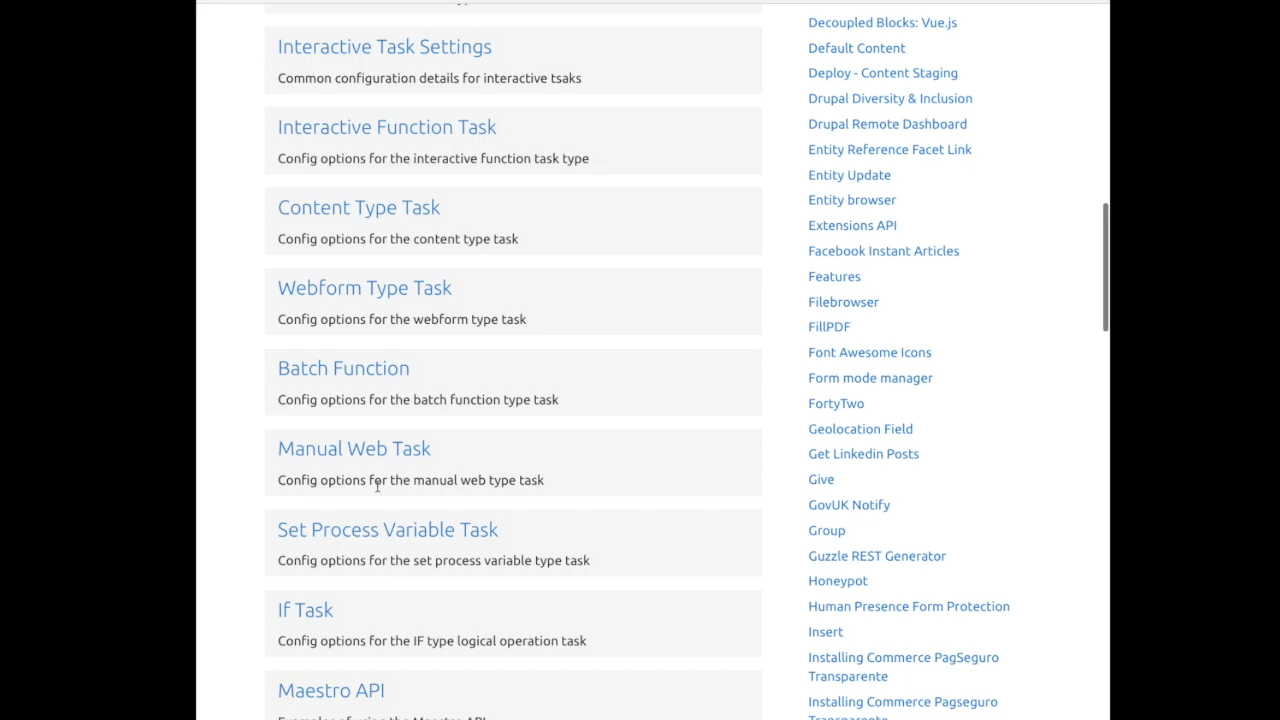 Interactive Task Settings
Common configuration details for interactive tsaks
Interactive Function Task
Config options for the interactive function task type
Content Type Task
Config options for the content type task
Webform Type Task
Config options for the webform type task
Batch Function
Config options for the batch function type task
Manual Web Task
Config options for the manual web type task
Set Process Variable Task
Config options for the set process variable type task
If Task
Config options for the IF type logical operation task
Maestro API
Examples of using the Maestro API
Decoupled Blocks: Vue.js
Default Content
Deploy - Content Staging
Drupal Diversity & Inclusion
Drupal Remote Dashboard
Entity Reference Facet Link
Entity Update
Entity browser
Extensions API
Facebook Instant Articles
Features
Filebrowser
FillPDF
Font Awesome Icons
Form mode manager
FortyTwo
Geolocation Field
Get Linkedin Posts
Give
GovUK Notify
Group
Guzzle REST Generator
Honeypot
Human Presence Form Protection
Insert
Installing Commerce PagSeguro
Transparente
Installing Commerce Pagseguro
Transparente